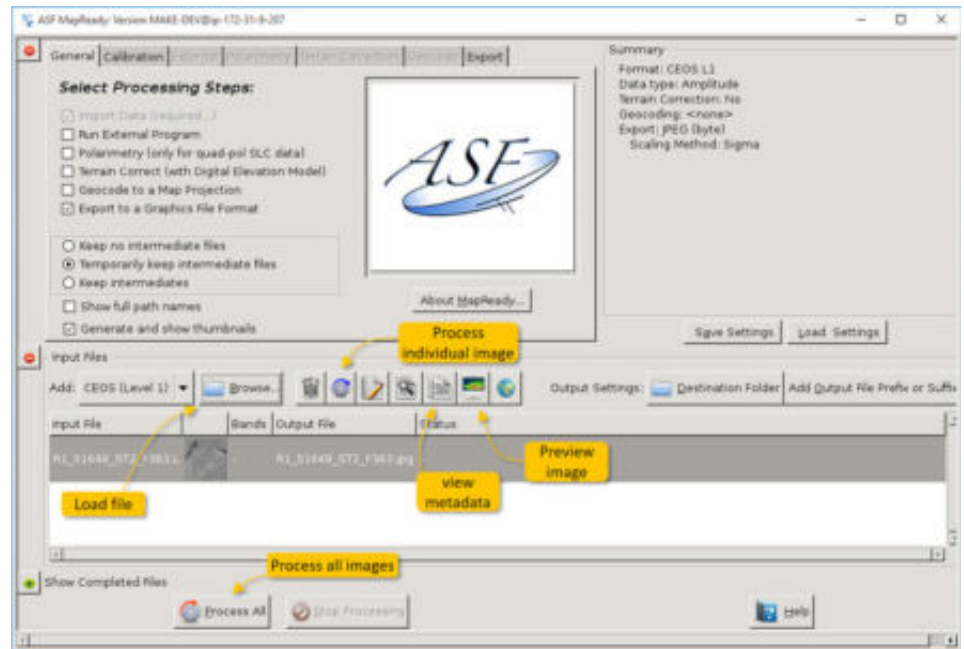 ASF MapReady: Version MAKE-DEV@ip-172-31-9-207
General Calibration External Polarimetry Terrain Correction Geocode Export
Select Processing Steps:
Import Data (required...)
Run External Program
Polarimetry (only for quad-pol SLC data)
Terrain Correct (with Digital Elevation Model)
Geocode to a Map Projection
Export to a Graphics File Format
Keep no intermediate files
Temporarily keep intermediate files
Keep intermediates
Show full path names
Generate and show thumbnails
ASF
About MapReady...
Summary
Format: CEOS L1
Data type: Amplitude
Terrain Correction: No
Geocoding: <none>
Export: JPEG (byte)
Scaling Method: Sigma
Save Settings Load Settings
Process
individual image
Input Files
Add: CEOS (Level 1) Browse... Output Settings: Destination Folder Add Output File Prefix or Suffix
Input File Bands Output File Status
-
Load file
view
metadata
Preview
image
Process all images
Show Completed Files
Process All Stop Processing Help